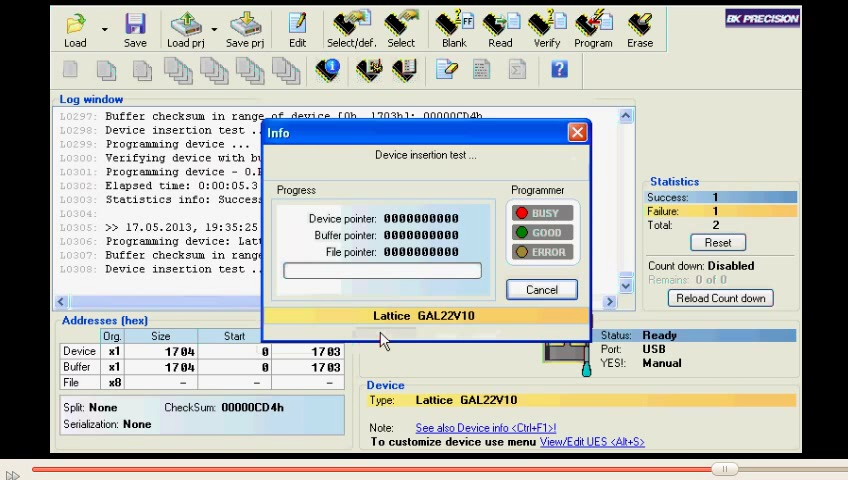 BK PRECISION
Load Save Load prj Save prj Edit Select/def. Select Blank Read Verify Program Erase
Log window
L0297: Buffer checksum in range of device [0h..1703h]: 00000CD4h
L0298: Device insertion test ..
L0299: Programming device ...
L0300: Verifying device with bu
L0301: Programming device - O.K
L0302: Elapsed time: 0:00:05.3
L0303: Statistics info: Succes
L0304:
L0305: >> 17.05.2013, 19:35:25
L0306: Programming device: Latt
L0307: Buffer checksum in range
L0308: Device insertion test ..
Info
Device insertion test ...
Progress
Device pointer: 0000000000
Buffer pointer: 0000000000
File pointer: 0000000000
Programmer
BUSY
GOOD
ERROR
Cancel
Lattice GAL22V10
Statistics
Success: 1
Failure: 1
Total: 2
Reset
Count down: Disabled
Remains: 0 of 0
Reload Count down
Addresses (hex)
Org. Size Start
Device x1 1704 0 1703
Buffer x1 1704 0 1703
File x8 - - -
Split: None CheckSum: 00000CD4h
Serialization: None
Status: Ready
Port: USB
YES!: Manual
Device
Type: Lattice GAL22V10
Note: See also Device info <Ctrl+F1>!
To customize device use menu View/Edit UES <Alt+S>